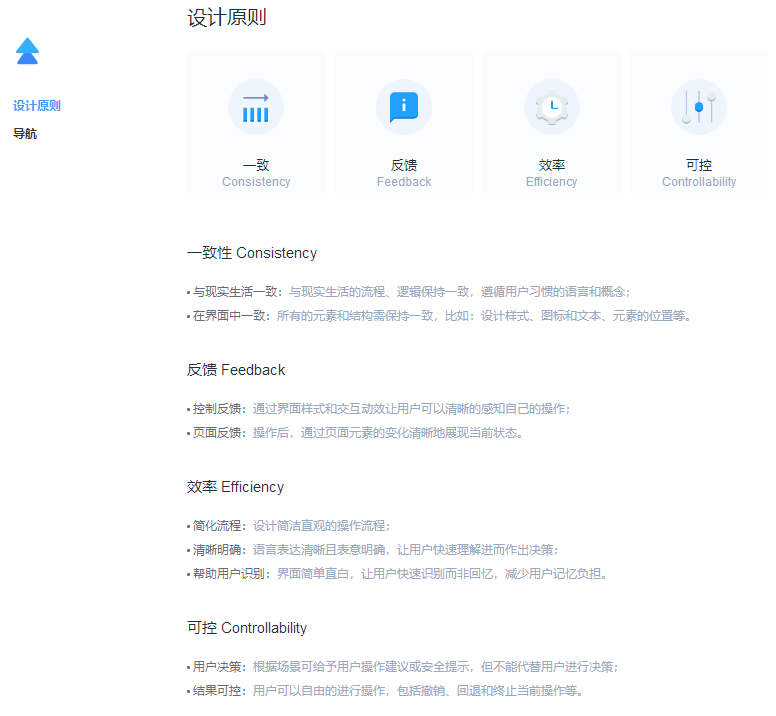 设计原则
设计原则
导航
一致
Consistency
反馈
Feedback
效率
Efficiency
可控
Controllability
一致性 Consistency
• 与现实生活一致：与现实生活的流程、逻辑保持一致，遵循用户习惯的语言和概念；
• 在界面中一致：所有的元素和结构需保持一致，比如：设计样式、图标和文本、元素的位置等。
反馈 Feedback
• 控制反馈：通过界面样式和交互动效让用户可以清晰的感知自己的操作；
• 页面反馈：操作后，通过页面元素的变化清晰地展现当前状态。
效率 Efficiency
• 简化流程：设计简洁直观的操作流程；
• 清晰明确：语言表达清晰且表意明确，让用户快速理解进而作出决策；
• 帮助用户识别：界面简单直白，让用户快速识别而非回忆，减少用户记忆负担。
可控 Controllability
• 用户决策：根据场景可给予用户操作建议或安全提示，但不能代替用户进行决策；
• 结果可控：用户可以自由的进行操作，包括撤销、回退和终止当前操作等。